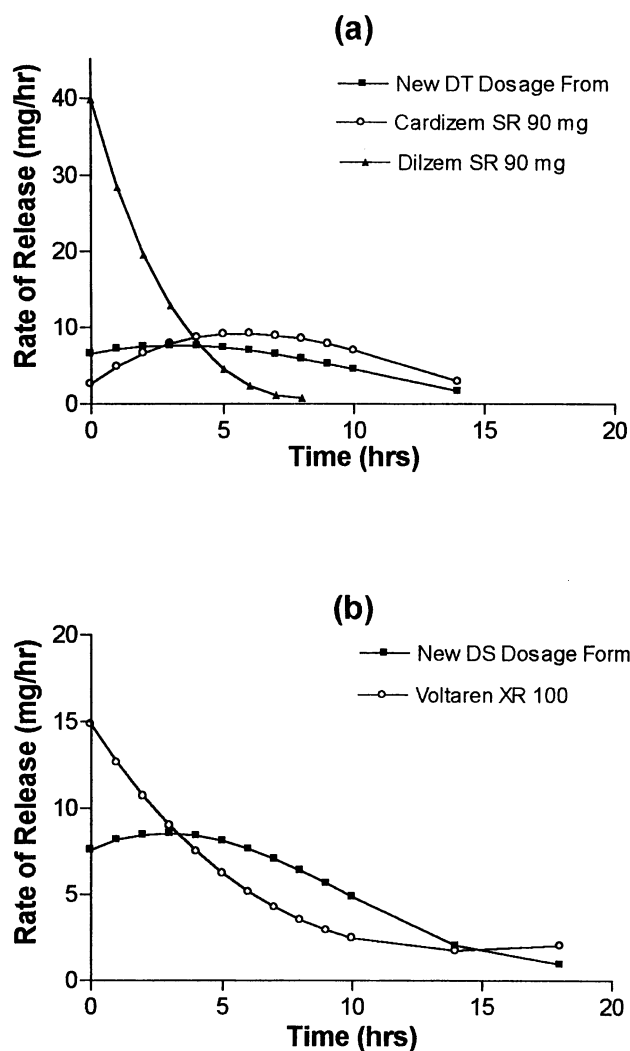 (a)
Rate of Release (mg/hr)
New DT Dosage From
Cardizem SR 90 mg
Dilzem SR 90 mg
40
30
20
10
0
0 5 10 15 20
Time (hrs)
(b)
Rate of Release (mg/hr)
New DS Dosage Form
Voltaren XR 100
20
15
10
5
0
0 5 10 15 20
Time (hrs)